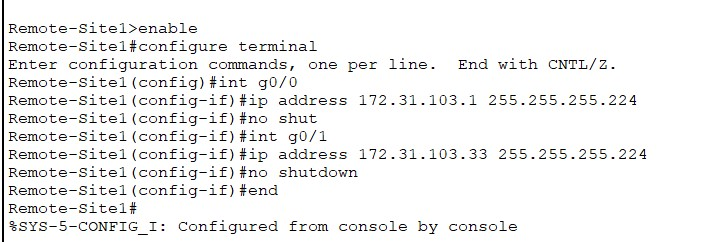 Remote-Site1>enable
Remote-Site1#configure terminal
Enter configuration commands, one per line.  End with CNTL/Z.
Remote-Site1(config)#int g0/0
Remote-Site1(config-if)#ip address 172.31.103.1 255.255.255.224
Remote-Site1(config-if)#no shut
Remote-Site1(config-if)#int g0/1
Remote-Site1(config-if)#ip address 172.31.103.33 255.255.255.224
Remote-Site1(config-if)#no shutdown
Remote-Site1(config-if)#end
Remote-Site1#
%SYS-5-CONFIG_I: Configured from console by console